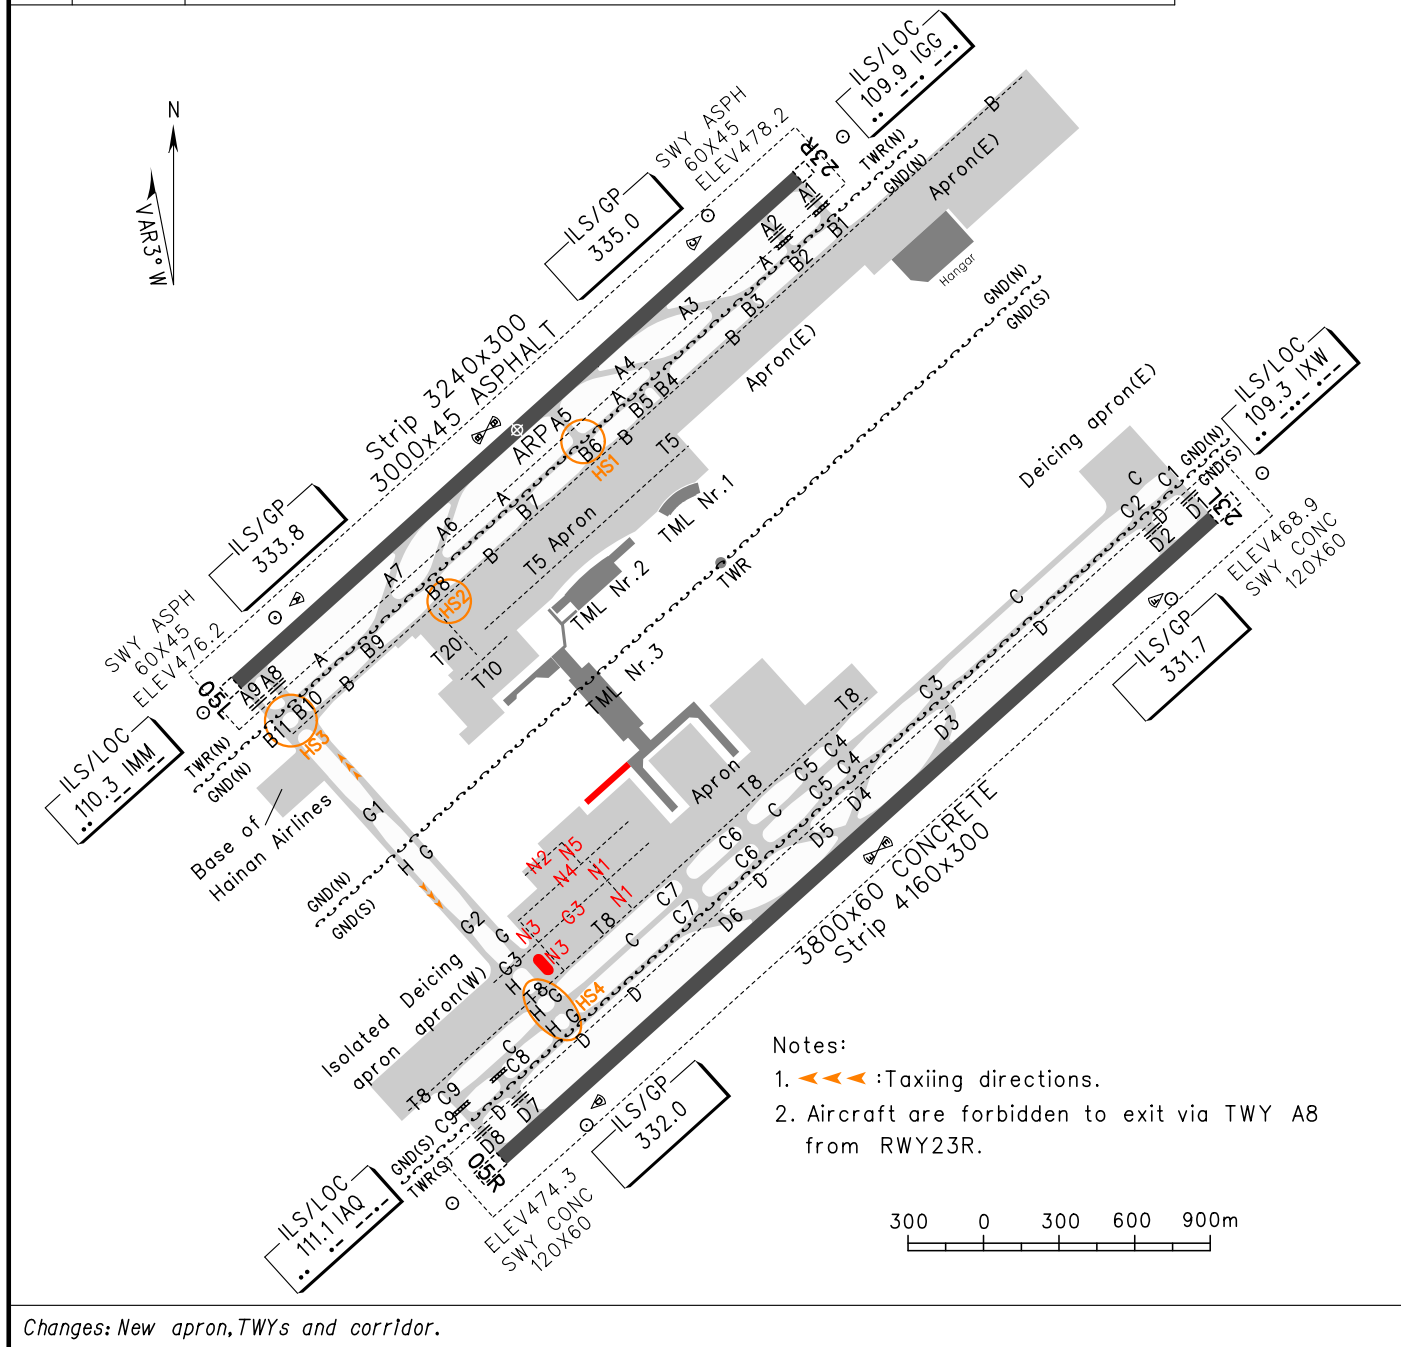 ILS/LOC
109.9 IGG
N
VAR3°W
SWY ASPH
60X45
ELEV478.2
23R
TWR(N)
GND(N)
B
Apron(E)
A1
A2
B1
B2
A
B3
B
A3
Hangar
GND(N)
GND(S)
ILS/GP
335.0
Strip 3240x300
3000x45 ASPHALT
Apron(E)
A4
A
B4
B5
ARP
A5
B6
B
HS1
T5
ILS/LOC
109.3 IXW
GND(N)
GND(S)
Deicing apron(E)
C
C1
C2
D
D1
D2
23L
ELEV468.9
SWY CONC
120X60
ILS/GP
333.8
A
B7
A6
B
T5 Apron
TML Nr.1
TML Nr.2
TWR
A7
B8
HS2
T20
T10
TML Nr.3
C
D
ILS/GP
331.7
SWY ASPH
60X45
ELEV476.2
05L
A9
A8
A
B
B9
B10
B11
HS3
TWR(N)
GND(N)
ILS/LOC
110.3 IMM
Base of
Hainan Airlines
G1
H
G
GND(N)
GND(S)
G2
G
C3
D3
T8
C4
C5
C4
C5
C
T8
Apron
D4
D5
C6
C6
D
D6
C7
C7
C
T8
3800x60 CONCRETE
Strip 4160x300
N2
N5
N4
N1
G3
N1
N3
N3
G3
H
T8
G
H
H
G
HS4
D
D
Isolated Deicing
apron apron(W)
C
C8
T8
C9
C9
D
D7
D8
GND(S)
TWR(S)
05R
ELEV474.3
SWY CONC
120X60
ILS/GP
332.0
ILS/LOC
111.1 IAQ
Notes:
1. :Taxiing directions.
2. Aircraft are forbidden to exit via TWY A8
from RWY23R.
300 0 300 600 900m
Changes: New apron, TWYs and corridor.